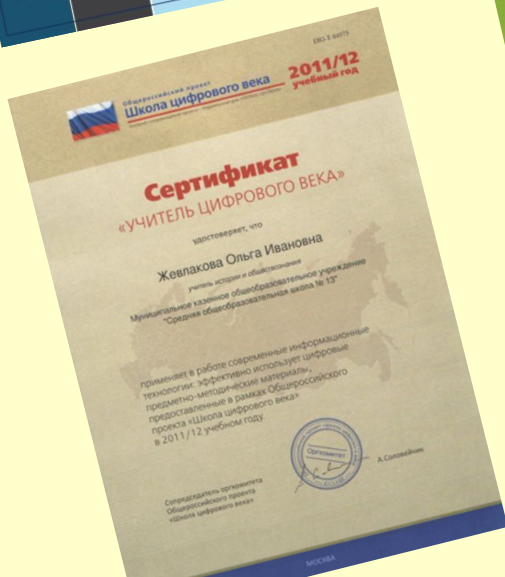 Общероссийский проект
Школа цифрового века
2011/12
учебный год
Сертификат
«УЧИТЕЛЬ ЦИФРОВОГО ВЕКА»
удостоверяет, что
Жевлакова Ольга Ивановна
учитель истории и обществознания
Муниципальное казенное общеобразовательное учреждение
"Средняя общеобразовательная школа № 13"
применяет в работе современные информационные
технологии: эффективно использует цифровые
предметно-методические материалы,
предоставленные в рамках Общероссийского
проекта «Школа цифрового века»
в 2011/12 учебном году
Оргкомитет
А.Соловейчик
Сопредседатель оргкомитета
Общероссийского проекта
«Школа цифрового века»
МОСКВА